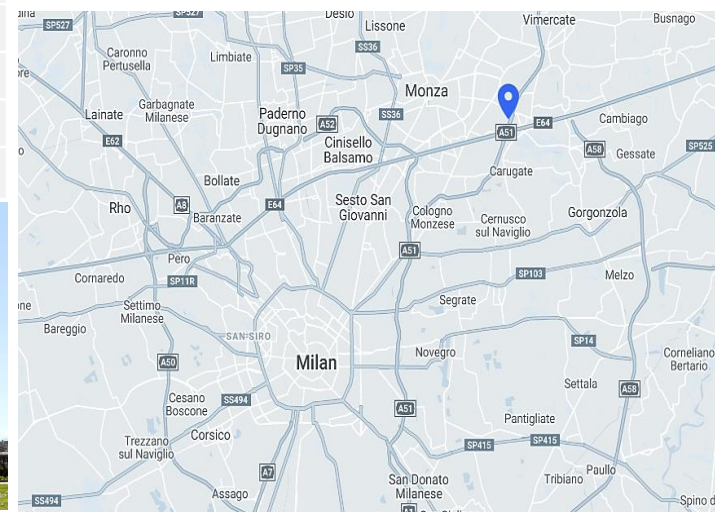 Desio
Vimercate
Busnago
SP527
Lissone
SP527
SS36
Caronno
Pertusella
Limbiate
SP35
Monza
Garbagnate
Milanese
Lainate
Paderno
Dugnano
A52
SS36
A51
E64
Cambiago
E62
Cinisello
Balsamo
A58
Gessate
SP525
Carugate
Bollate
Rho
A8
Baranzate
E64
Sesto San
Giovanni
Cologno
Monzese
Cernusco
sul Naviglio
Gorgonzola
Pero
A51
Cornaredo
SP11R
SP103
Melzo
Settimo
Milanese
Segrate
Bareggio
SAN SIRO
SP14
Milan
Novegro
Corneliano
Bertario
A50
Settala
A58
Cesano
Boscone
SS494
A51
Pantigliate
Trezzano
sul Naviglio
Corsico
SP415
SP415
A7
Paullo
Assago
San Donato
Milanese
Tribiano
SS494
Spino d